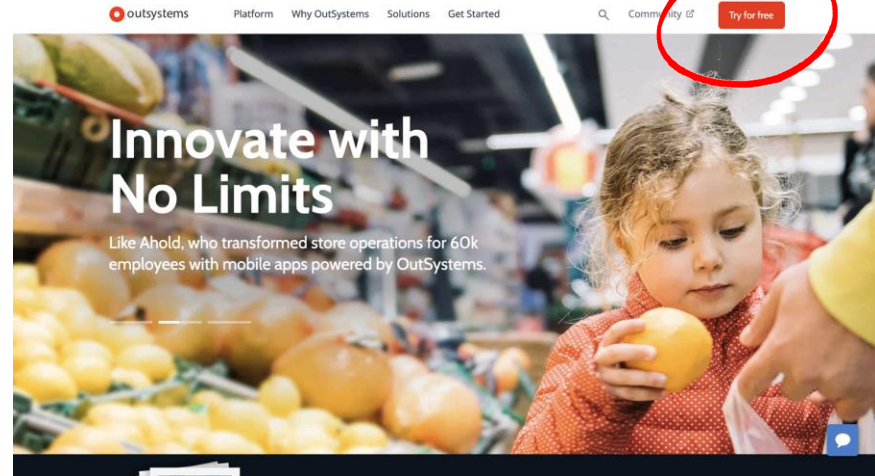 outsystems
Platform Why OutSystems Solutions Get Started Community Try for free
Innovate with
No Limits
Like Ahold, who transformed store operations for 60k
employees with mobile apps powered by OutSystems.